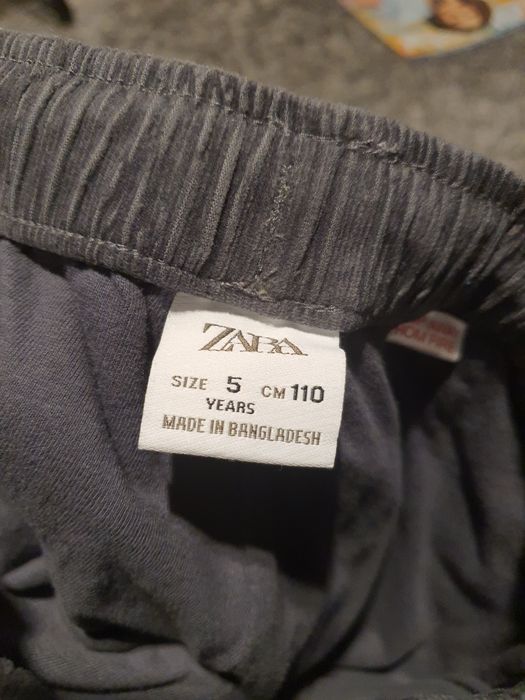 ZARA
SIZE 5 CM 110
YEARS
MADE IN BANGLADESH